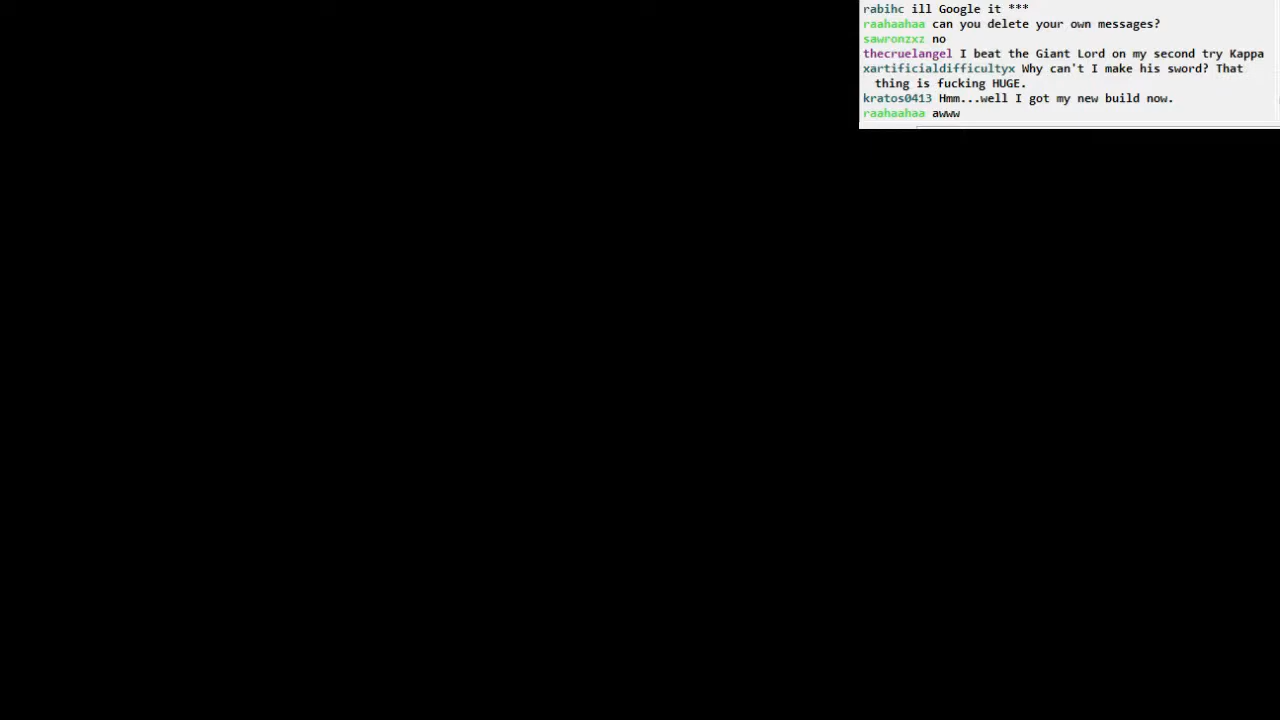 rabihc ill Google it ***
raahaahaa can you delete your own messages?
sawronzxz no
thecruelangel I beat the Giant Lord on my second try Kappa
xartificialdifficultyx Why can't I make his sword? That
thing is fucking HUGE.
kratos0413 Hmm...well I got my new build now.
raahaahaa awww